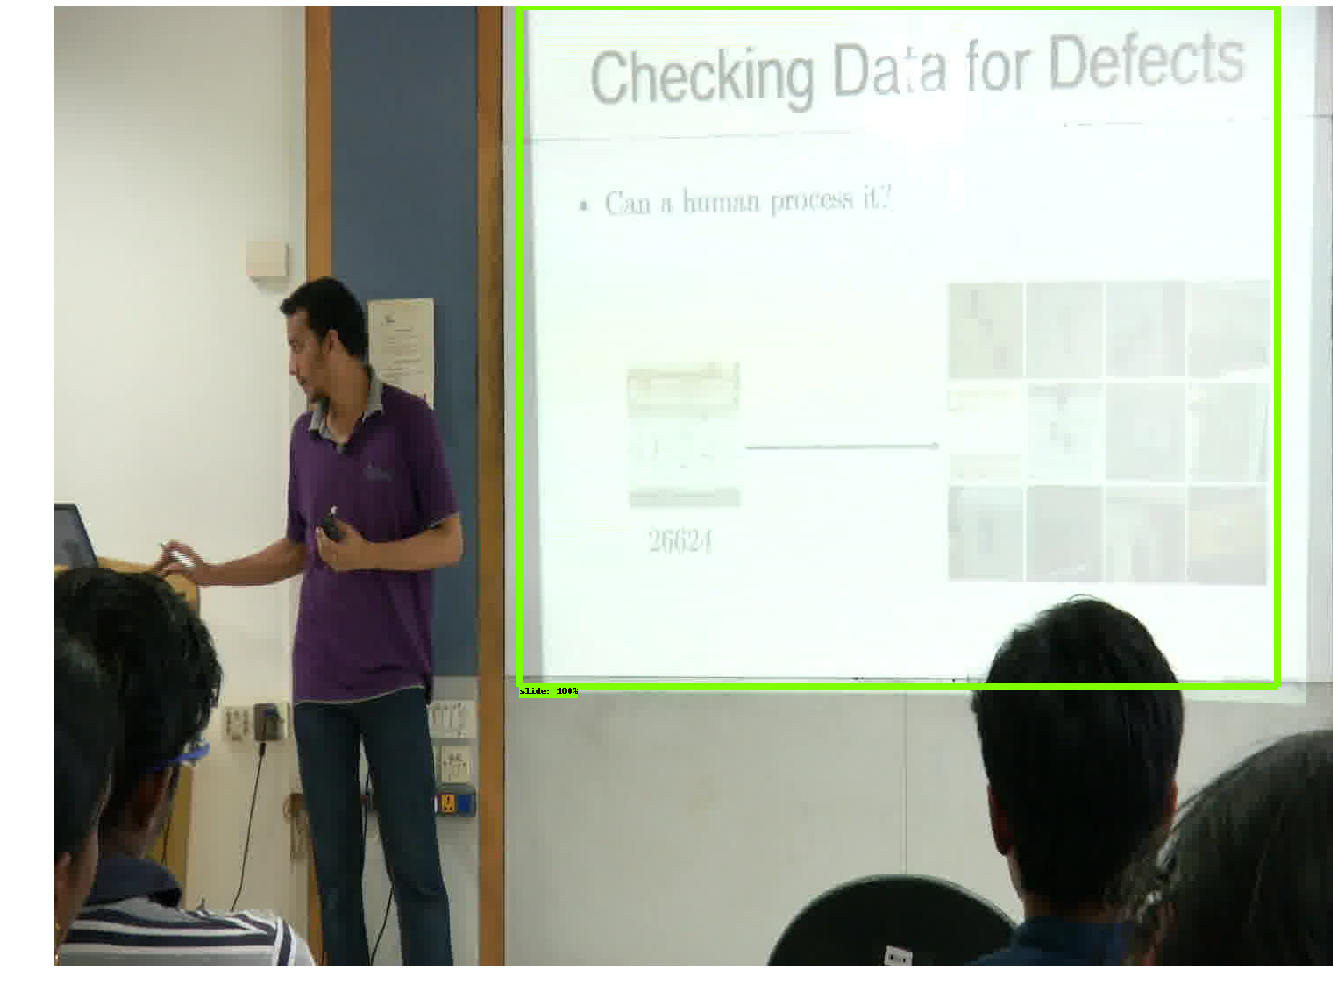 Checking Data for Defects
• Can a human process it?
26624
slide: 100%